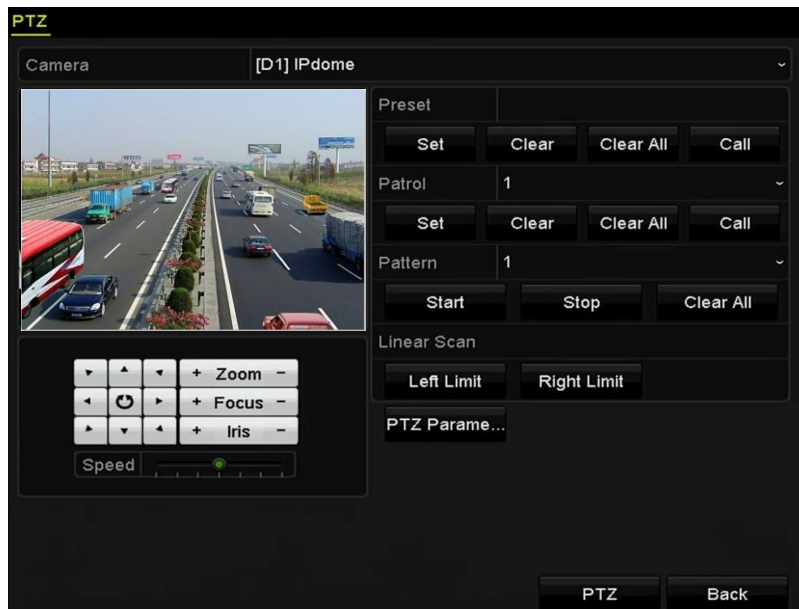 PTZ
Camera [D1] IPdome
Preset
Set Clear Clear All Call
Patrol 1
Set Clear Clear All Call
Pattern 1
Start Stop Clear All
Linear Scan
Left Limit Right Limit
PTZ Parame...
+ Zoom -
+ Focus -
+ Iris -
Speed
PTZ Back